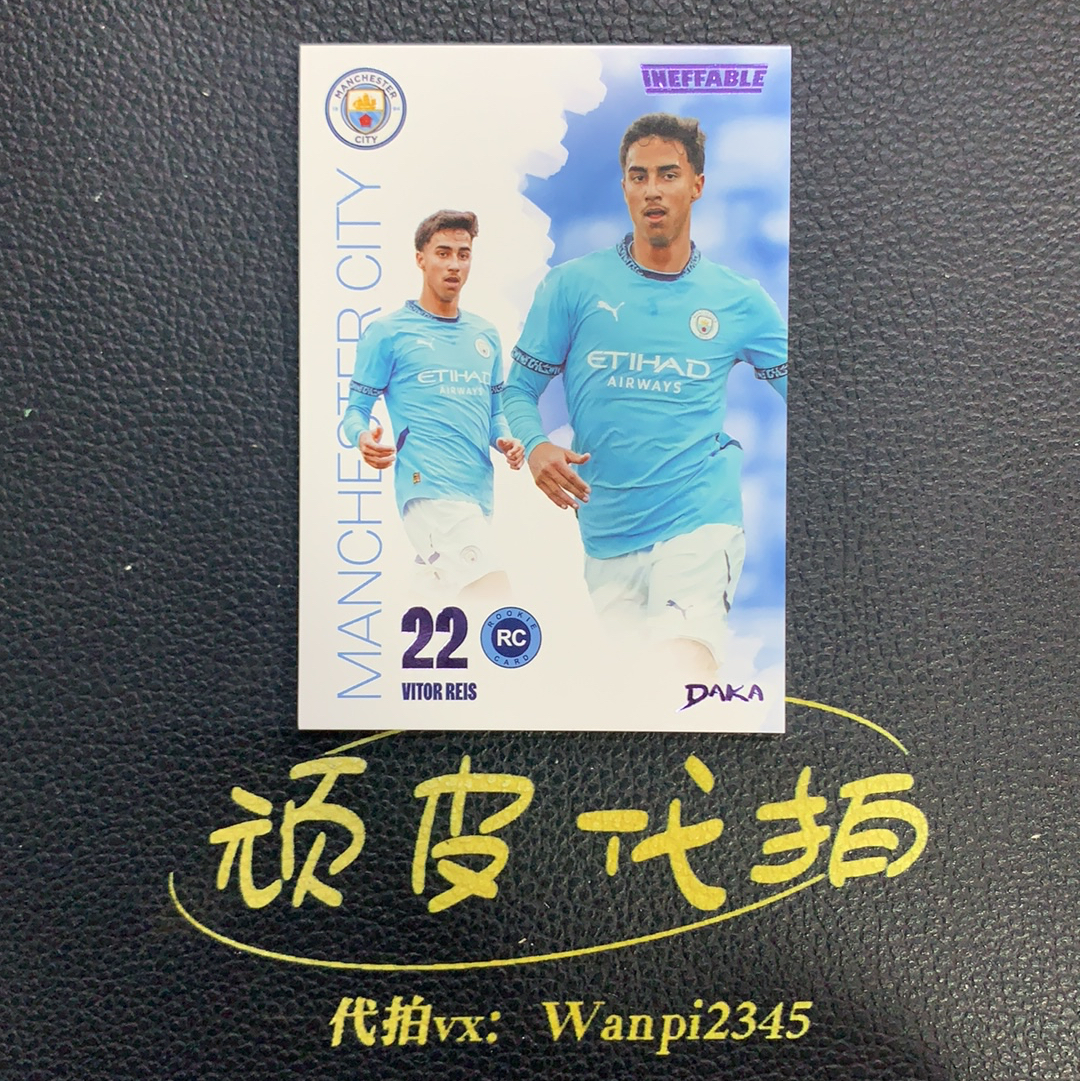 MANCHESTER
CITY
INEFFABLE
MANCHESTER CITY
ETIHAD
AIRWAYS
ETIHAD
AIRWAYS
22
ROOKIE
RC
CARD
VITOR REIS
DAKA
顽皮代拍
代拍vx: Wanpi2345